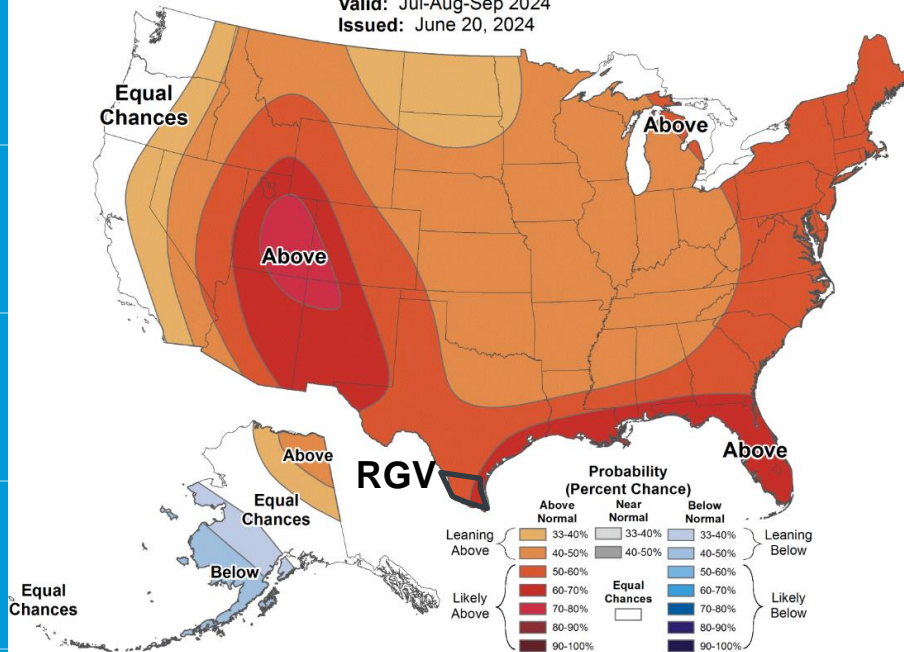 Valid: Jul-Aug-Sep 2024
Issued: June 20, 2024
Equal
Chances
Above
Above
Above
Above
Equal
Chances
Below
Equal
Chances
RGV
Probability
(Percent Chance)
Above
Normal
Near
Normal
Below
Normal
Leaning
Above
33-40%
33-40%
33-40%
Leaning
Below
40-50%
40-50%
40-50%
Likely
Above
50-60%
Equal
Chances
50-60%
Likely
Below
60-70%
60-70%
70-80%
70-80%
80-90%
80-90%
90-100%
90-100%